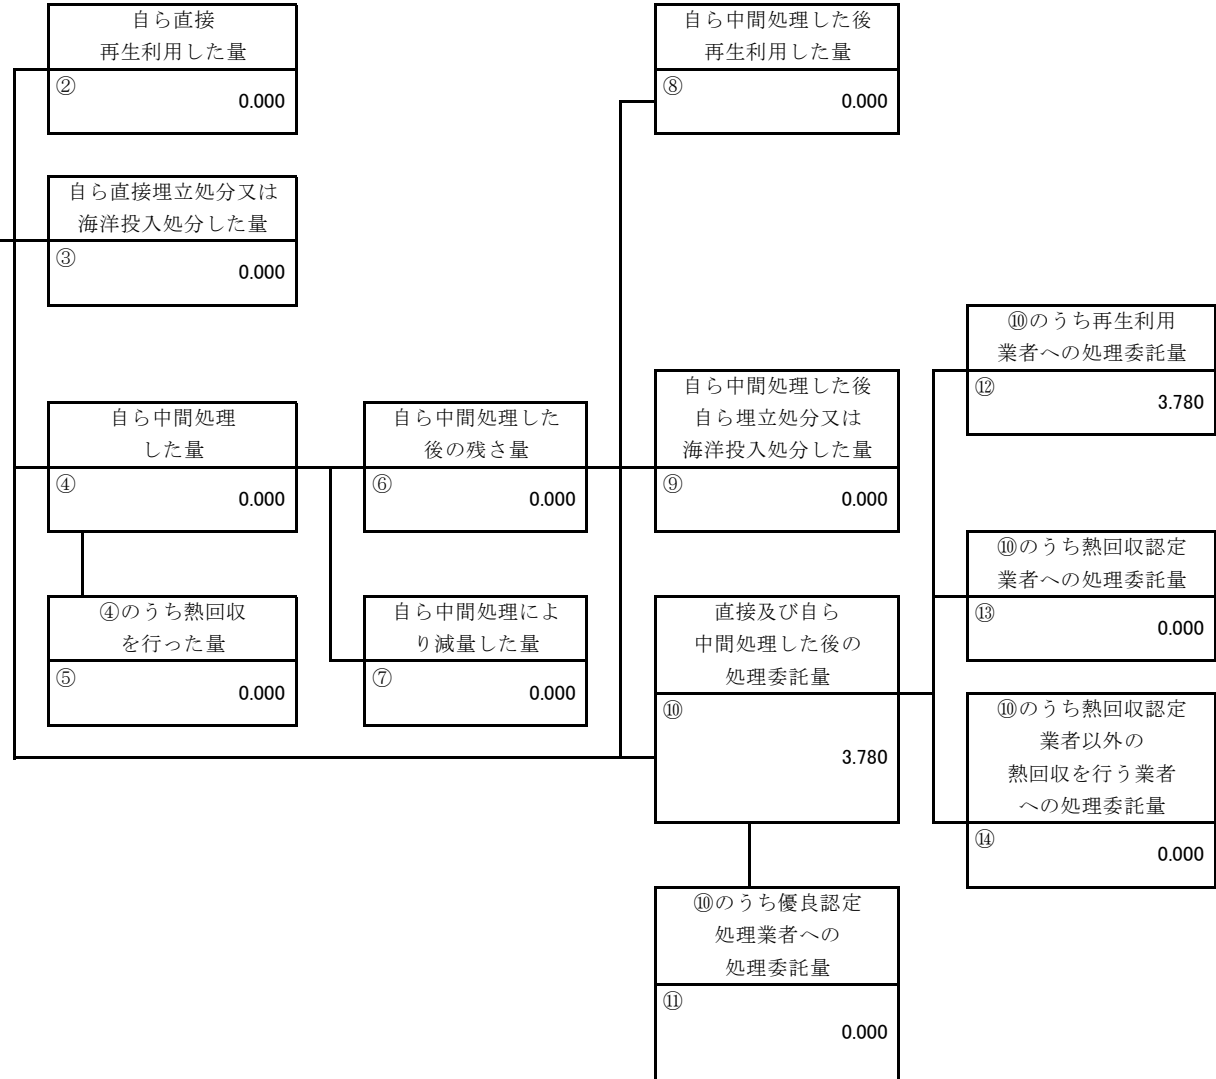 自ら直接
再生利用した量
②
0.000
自ら直接埋立処分又は
海洋投入処分した量
③
0.000
自ら中間処理
した量
④
0.000
④のうち熱回収
を行った量
⑤
0.000
自ら中間処理した
後の残さ量
⑥
0.000
自ら中間処理によ
り減量した量
⑦
0.000
自ら中間処理した後
再生利用した量
⑧
0.000
自ら中間処理した後
自ら埋立処分又は
海洋投入処分した量
⑨
0.000
直接及び自ら
中間処理した後の
処理委託量
⑩
3.780
⑩のうち優良認定
処理業者への
処理委託量
⑪
0.000
⑩のうち再生利用
業者への処理委託量
⑫
3.780
⑩のうち熱回収認定
業者への処理委託量
⑬
0.000
⑩のうち熱回収認定
業者以外の
熱回収を行う業者
への処理委託量
⑭
0.000